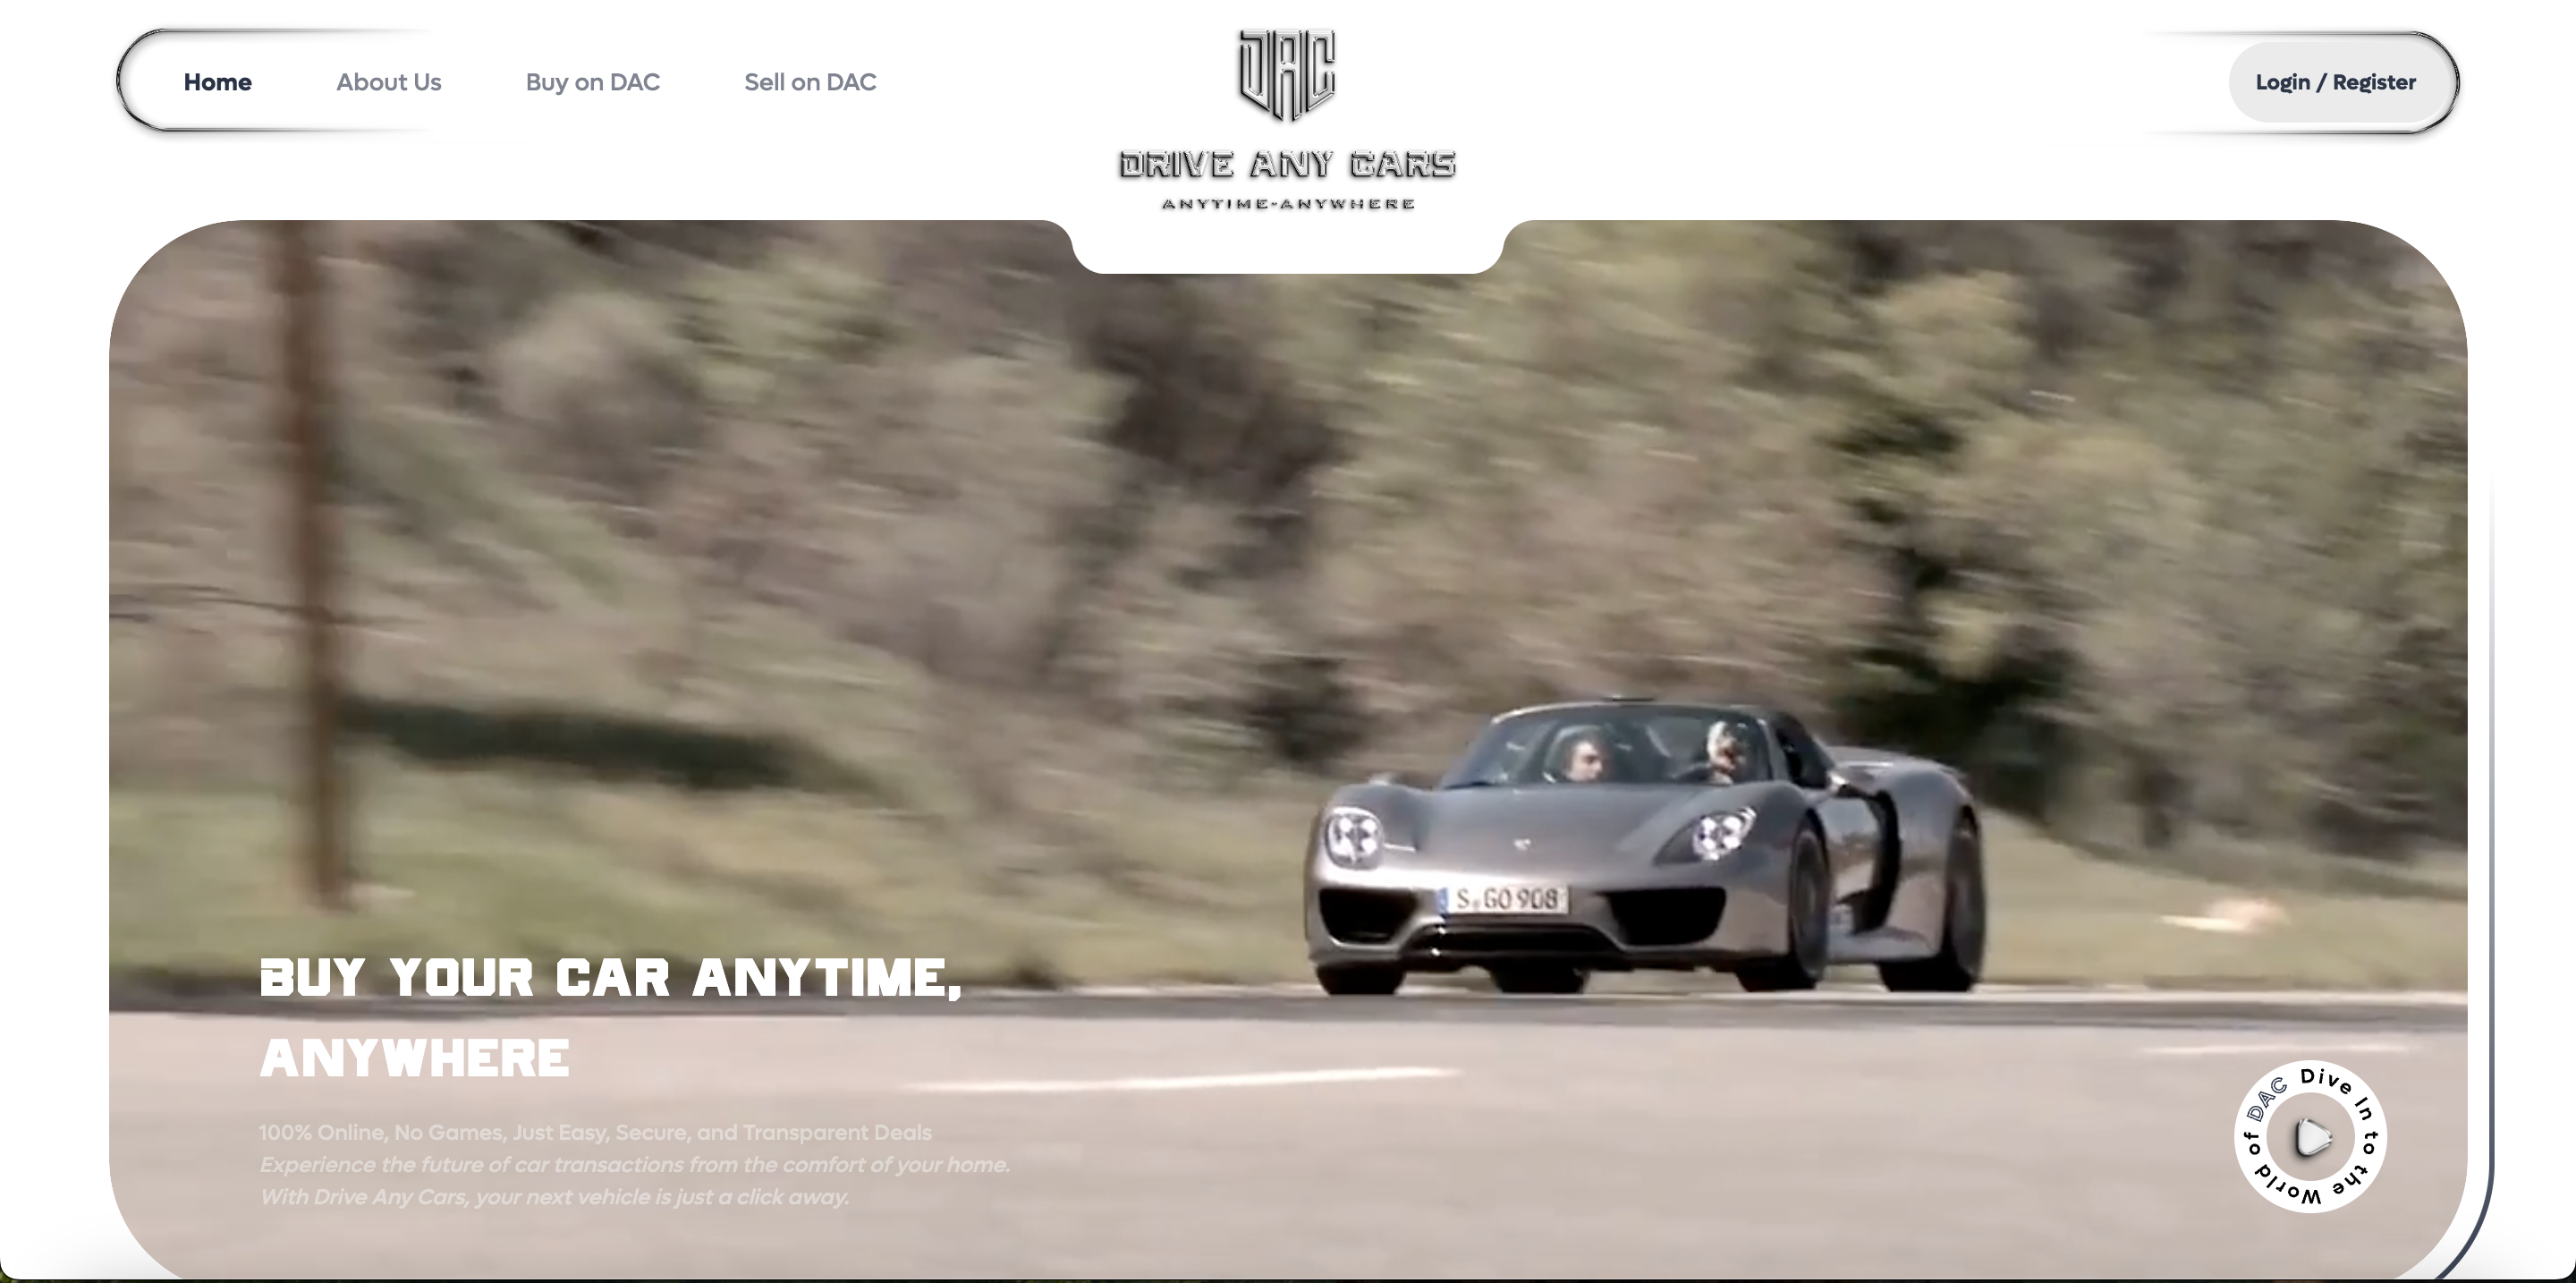 Home
About Us
Buy on DAC
Sell on DAC
DAC
DRIVE ANY CARS
ANYTIME-ANYWHERE
Login / Register
S GO 908
BUY YOUR CAR ANYTIME,
ANYWHERE
100% Online, No Games, Just Easy, Secure, and Transparent Deals
Experience the future of car transactions from the comfort of your home.
With Drive Any Cars, your next vehicle is just a click away.
Dive In to the World of DAC